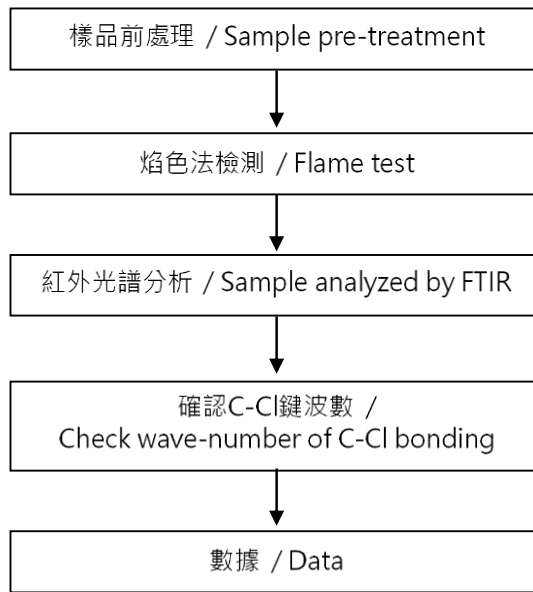 樣品前處理 / Sample pre-treatment
焰色法檢測 / Flame test
紅外光譜分析 / Sample analyzed by FTIR
確認C-Cl鍵波數 /
Check wave-number of C-Cl bonding
數據 / Data